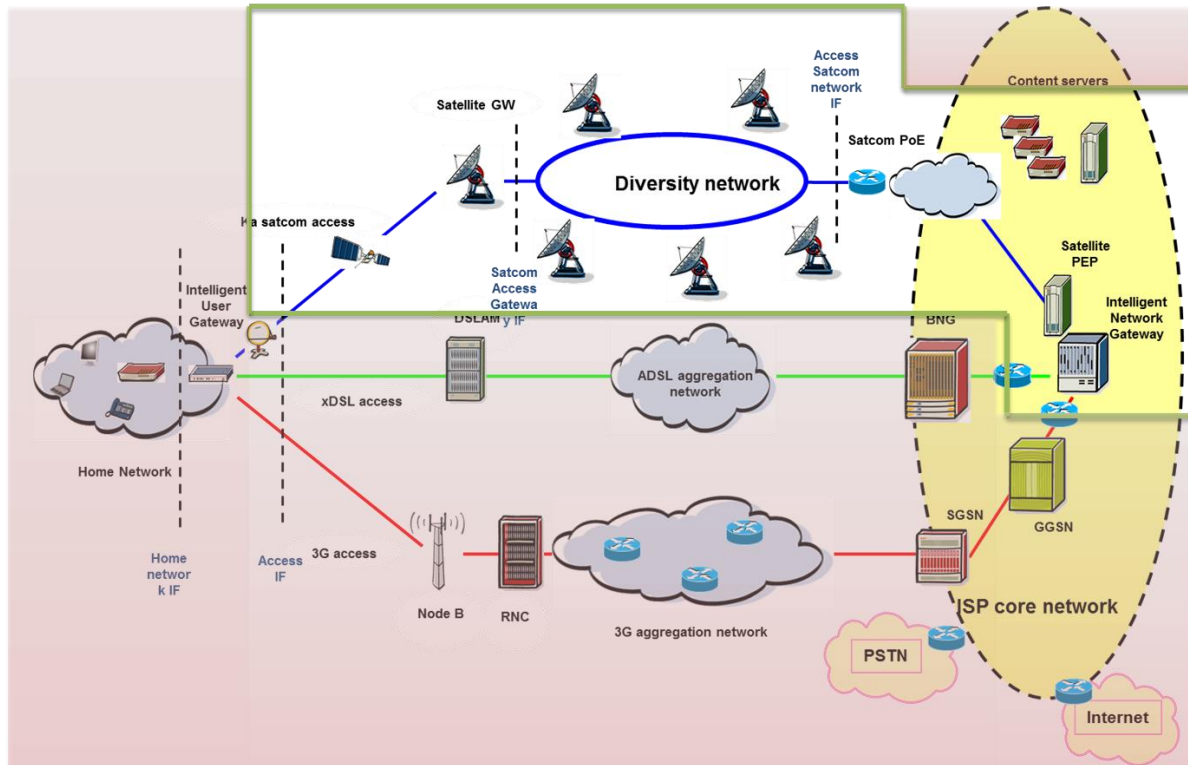 Content servers
Access
Satcom
network
IF
Satellite GW
Satcom PoE
Diversity network
Ka satcom access
Satellite
PEP
Satcom
Access
Gatewa
y IF
Intelligent
User
Gateway
Intelligent
Network
Gateway
DSLAM
BNG
ADSL aggregation
network
xDSL access
Home Network
SGSN
GGSN
3G access
Home
networ
k IF
Access
IF
Node B
RNC
3G aggregation network
ISP core network
PSTN
Internet